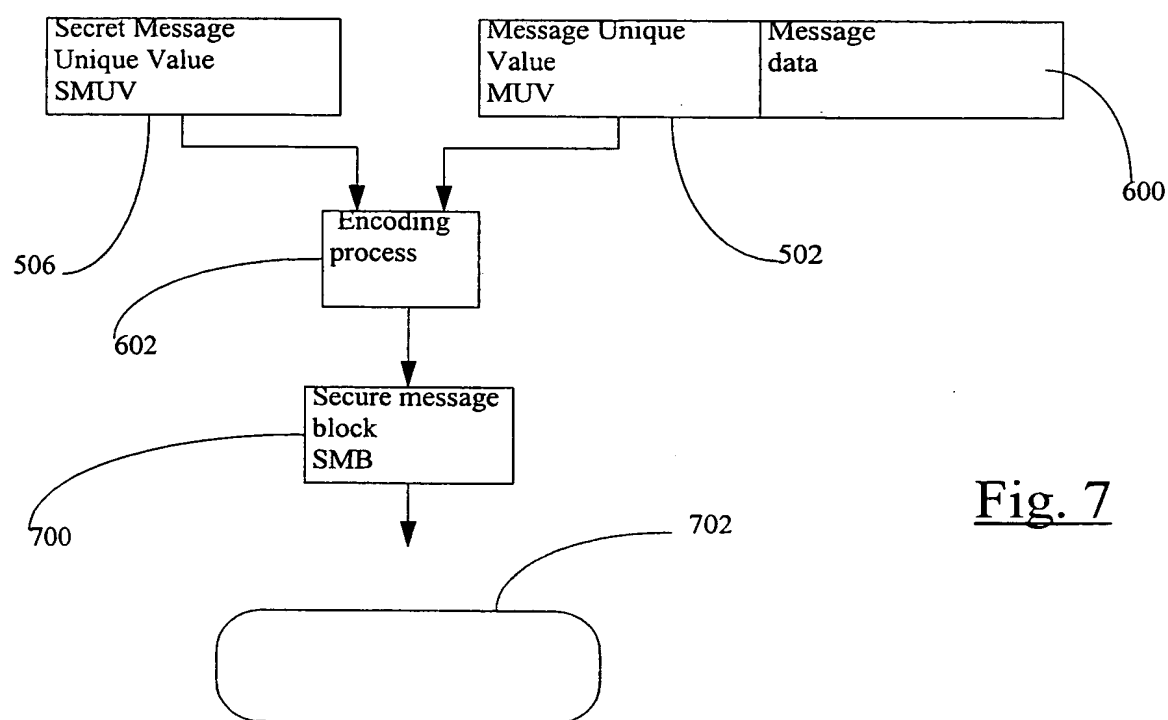 Secret Message
Unique Value
SMUV
Message Unique
Value
MUV
Message
data
600
506
Encoding
process
502
602
Secure message
block
SMB
Fig. 7
700
702